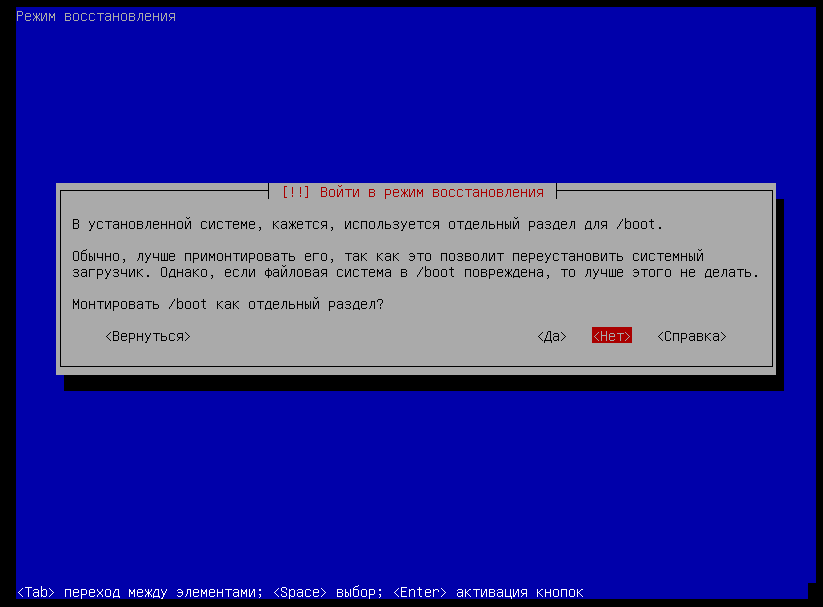 Режим восстановления
[!!] Войти в режим восстановления
В установленной системе, кажется, используется отдельный раздел для /boot.
Обычно, лучше примонтировать его, так как это позволит переустановить системный
загрузчик. Однако, если файловая система в /boot повреждена, то лучше этого не делать.
Монтировать /boot как отдельный раздел?
<Вернуться> <Да> <Нет> <Справка>
<Tab> переход между элементами; <Space> выбор; <Enter> активация кнопок